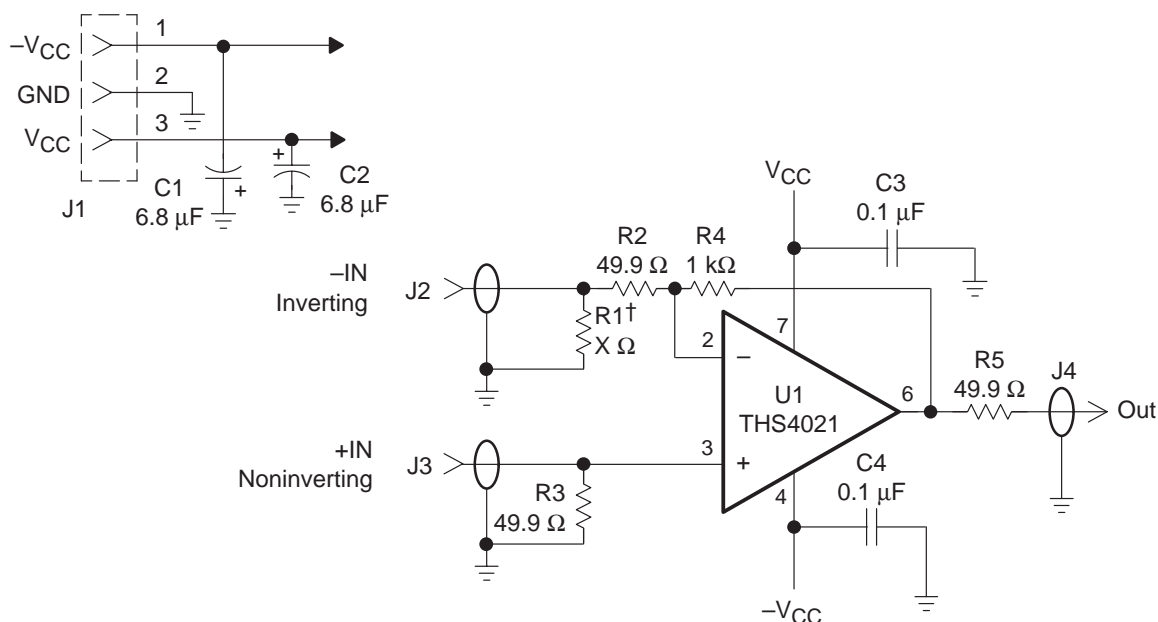 –VCC
1
GND
2
VCC
3
J1
C1
6.8 μF
+
+
C2
6.8 μF
VCC
C3
0.1 μF
–IN
Inverting
J2
R2
49.9 Ω
R4
1 kΩ
R1†
X Ω
7
2
–
U1
THS4021
6
R5
49.9 Ω
J4
Out
+IN
Noninverting
J3
R3
49.9 Ω
3
+
4
C4
0.1 μF
–VCC